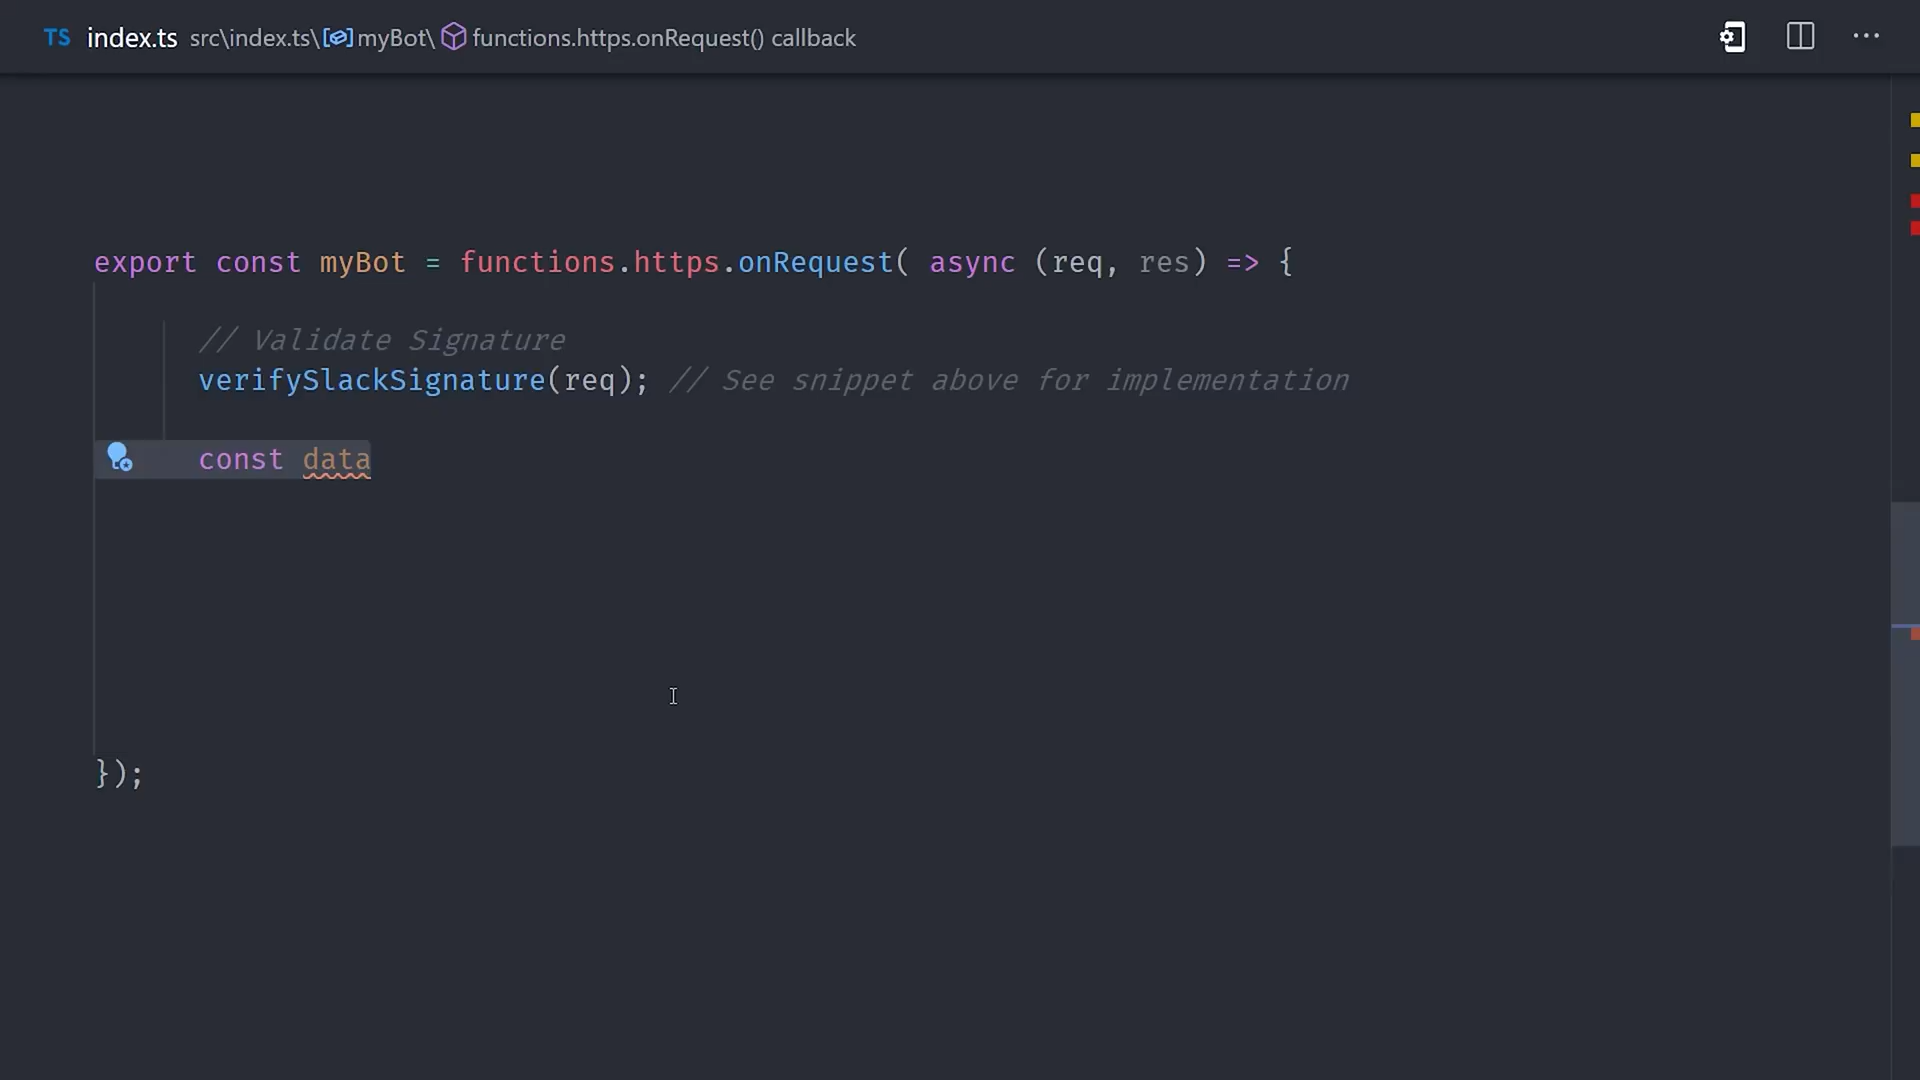 TS index.ts src\index.ts\myBot\functions.https.onRequest() callback
export const myBot = functions.https.onRequest( async (req, res) => {
// Validate Signature
verifySlackSignature(req); // See snippet above for implementation
const data
});